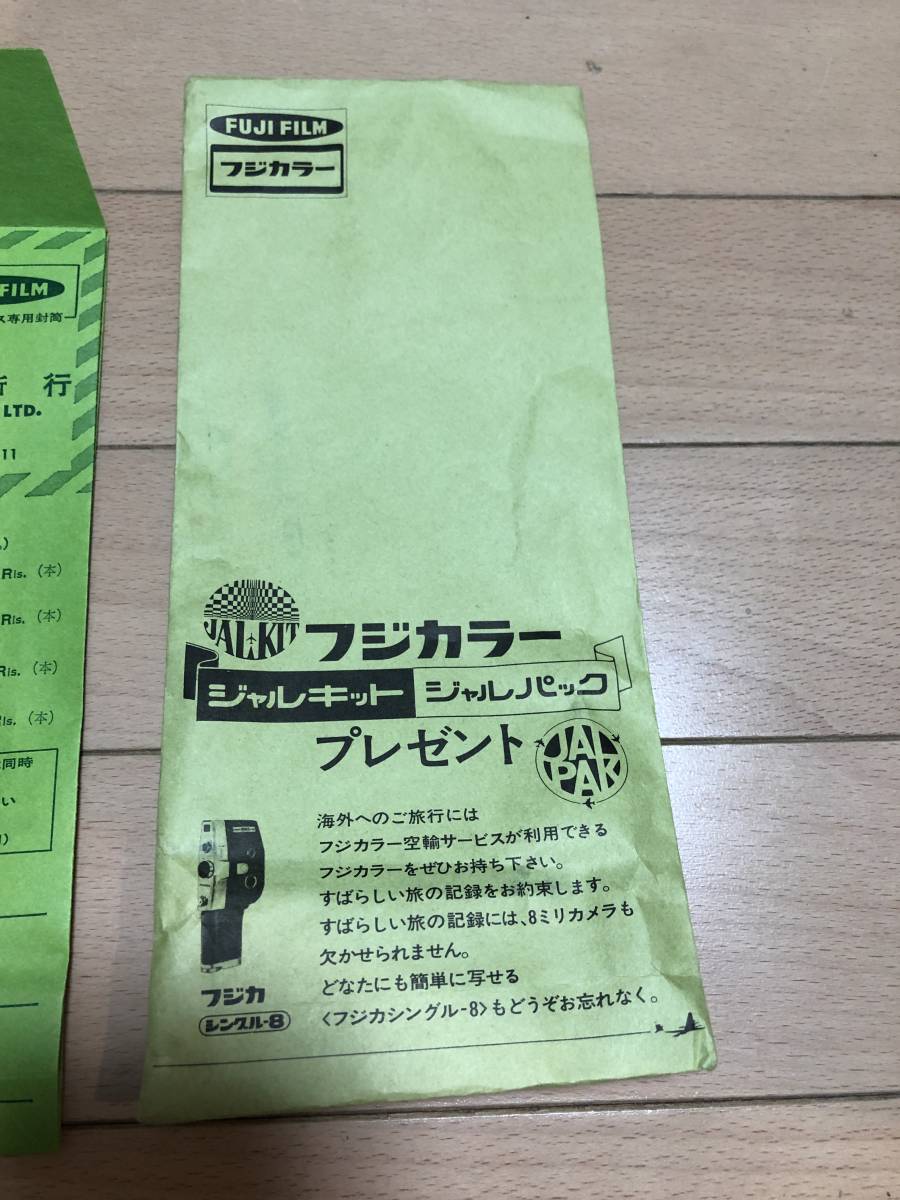 FILM
ス専用封筒
行
LTD.
11
Rls. (本)
Rls. (本)
Rls. (本)
(本)
同時
い
FUJI FILM
フジカラー
JAL KIT
フジカラー
ジャルキット ジャルパック
プレゼント
JAL PAK
海外へのご旅行には
フジカラー空輸サービスが利用できる
フジカラーをぜひお持ち下さい。
すばらしい旅の記録をお約束します。
すばらしい旅の記録には、8ミリカメラも
欠かせられません。
どなたにも簡単に写せる
<フジカシングル-8>もどうぞお忘れなく。
フジカ
シングル-8